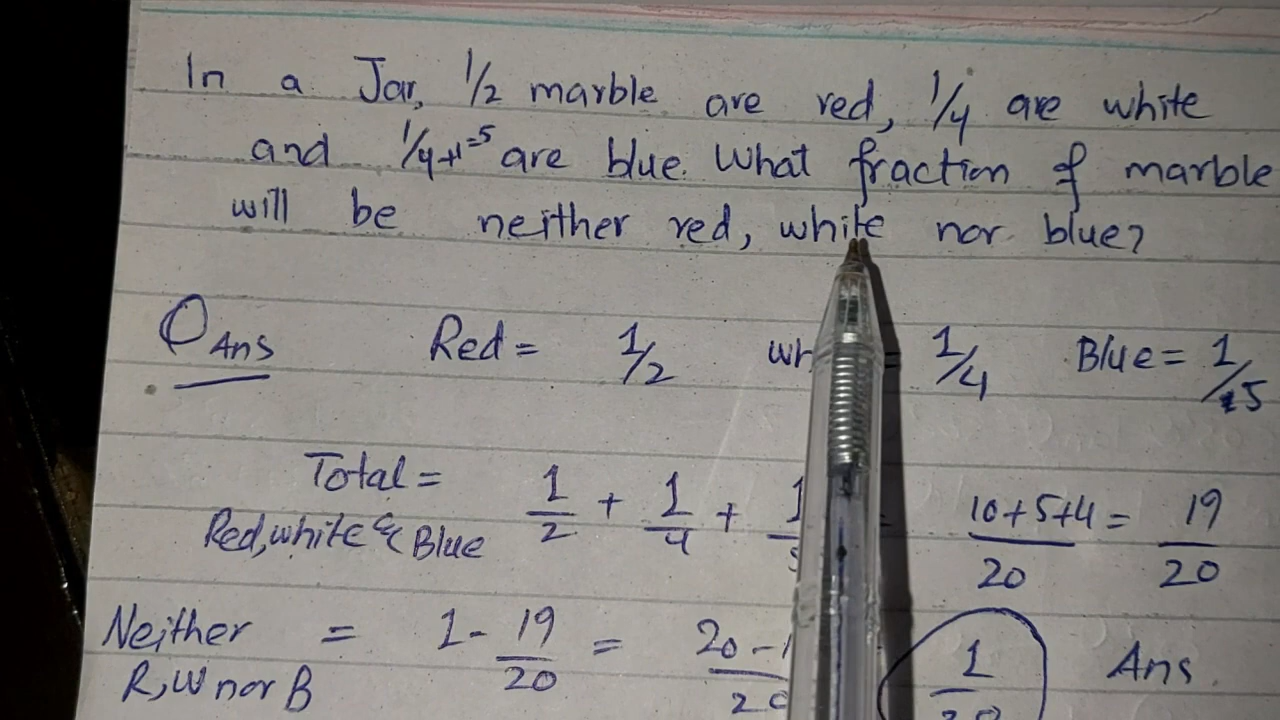 In a Jar, 1/2 marble are red, 1/4 are white
and 1/4+1=5 are blue. What fraction of marble
will be neither red, white nor blue?
Ans Red = 1/2 = 1/4 Blue = 1/5
Total = 1/2 + 1/4 + = 10+5+4/20 = 19/20
Red, white & Blue
Neither = 1 - 19/20 = 1/20 Ans
R, W nor B